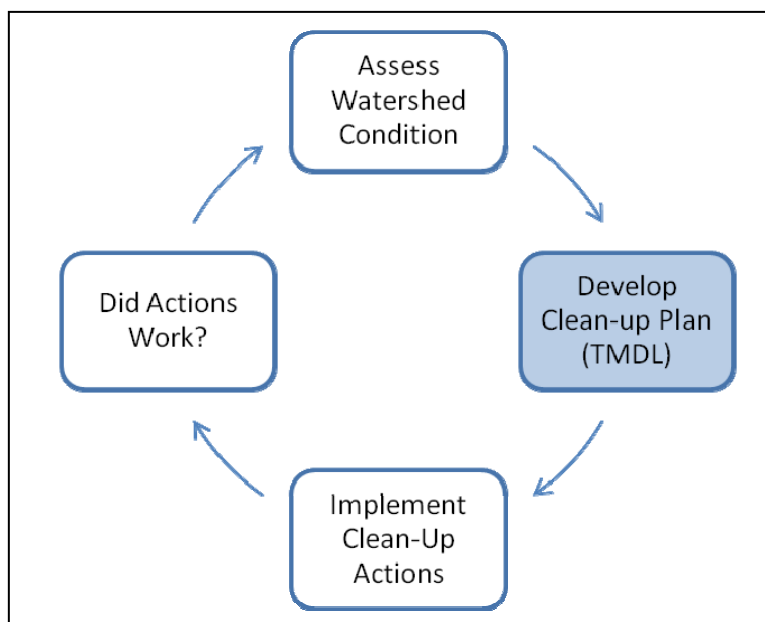 Assess
Watershed
Condition
Develop
Clean-up Plan
(TMDL)
Implement
Clean-Up
Actions
Did Actions
Work?